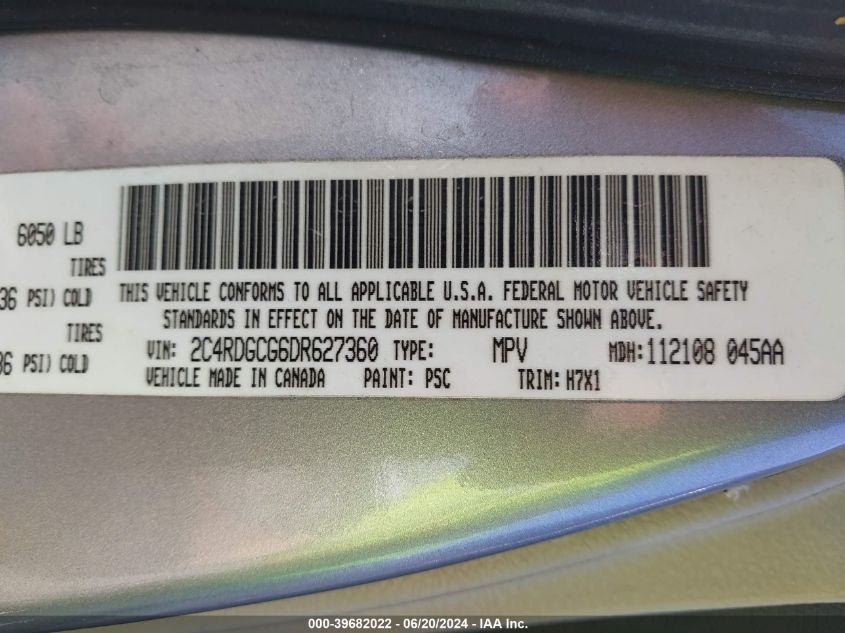 6050 LB
TIRES
36 PSI) COLD
TIRES
36 PSI) COLD
THIS VEHICLE CONFORMS TO ALL APPLICABLE U.S.A. FEDERAL MOTOR VEHICLE SAFETY
STANDARDS IN EFFECT ON THE DATE OF MANUFACTURE SHOWN ABOVE.
VIN: 2C4RDGCG6DR627360 TYPE: MPV MDH:112108 045AA
VEHICLE MADE IN CANADA PAINT: PSC TRIM: H7X1
000-39682022 - 06/20/2024 - IAA Inc.